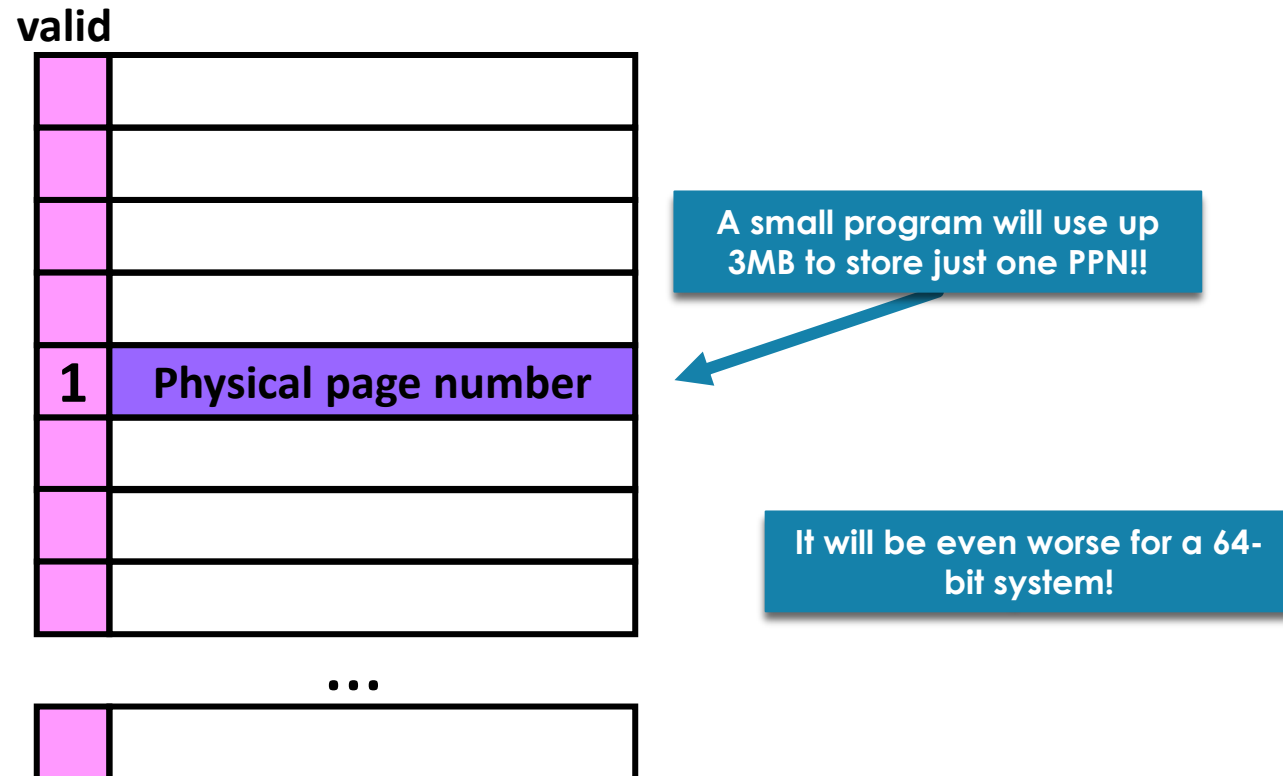 valid
A small program will use up
3MB to store just one PPN!!
1 Physical page number
It will be even worse for a 64-
bit system!
...